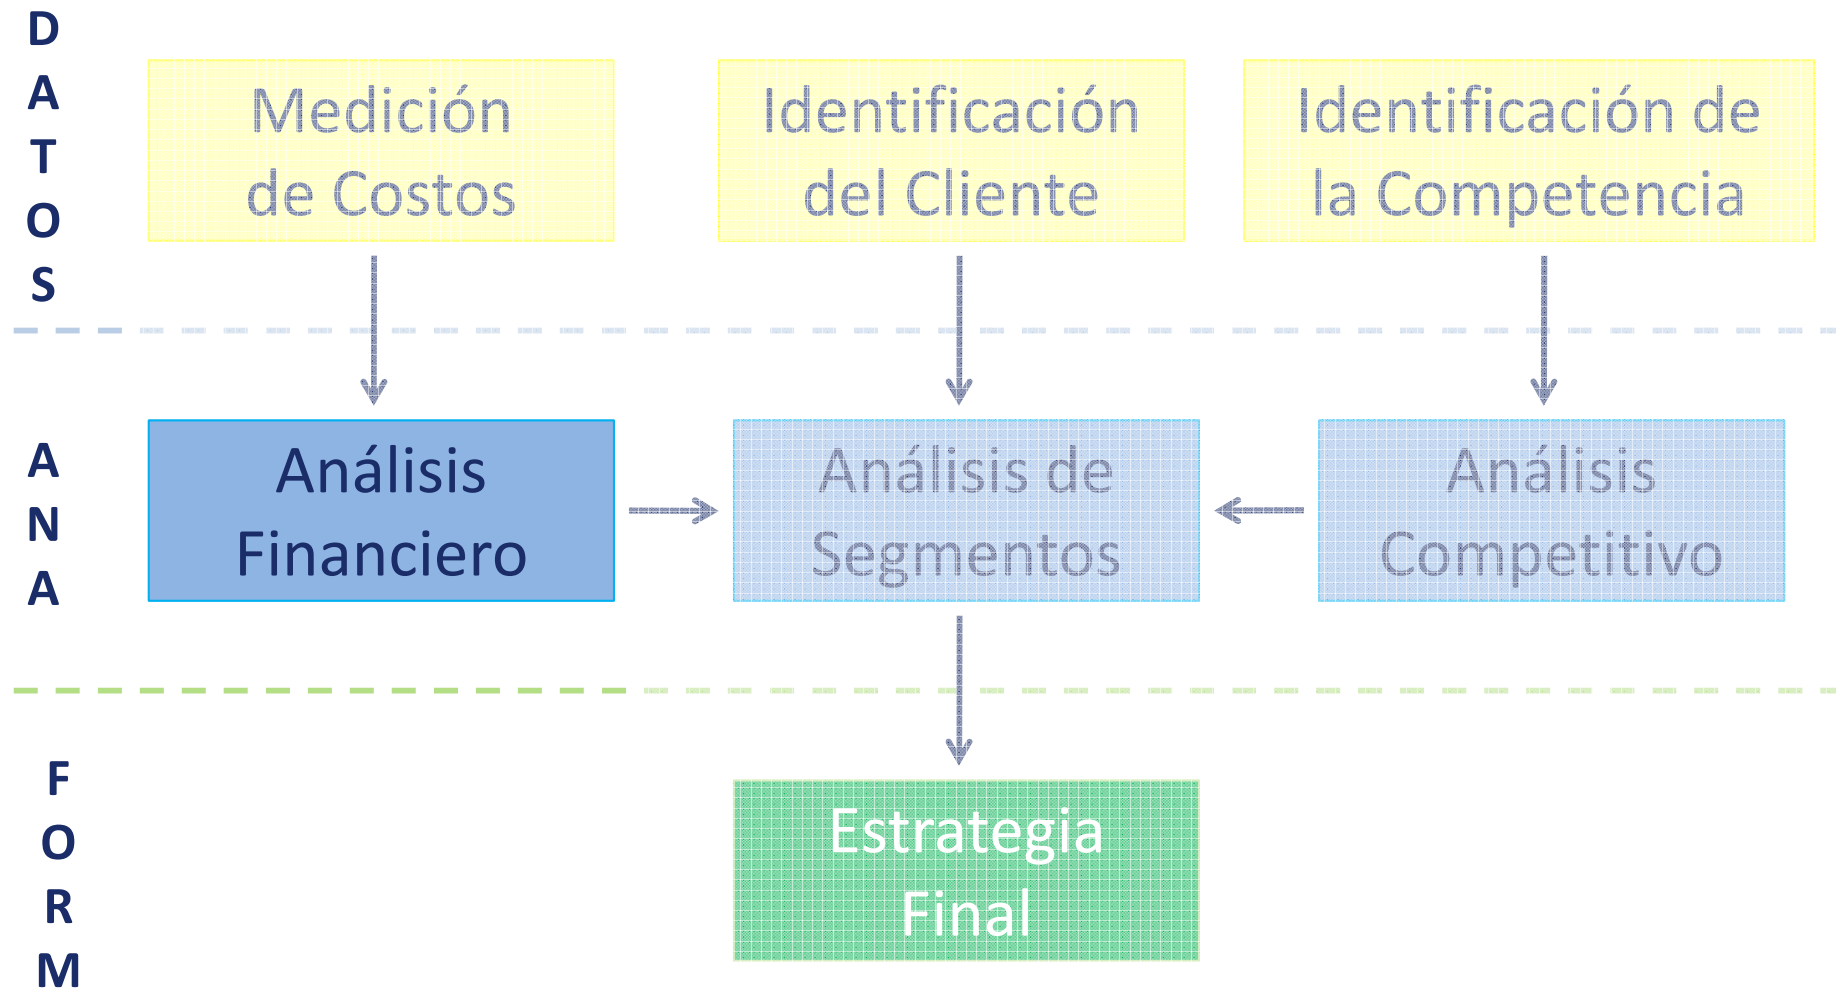 D
A
T
O
S
Medición
de Costos
Identificación
del Cliente
Identificación de
la Competencia
A
N
A
Análisis
Financiero
Análisis de
Segmentos
Análisis
Competitivo
F
O
R
M
Estrategia
Final